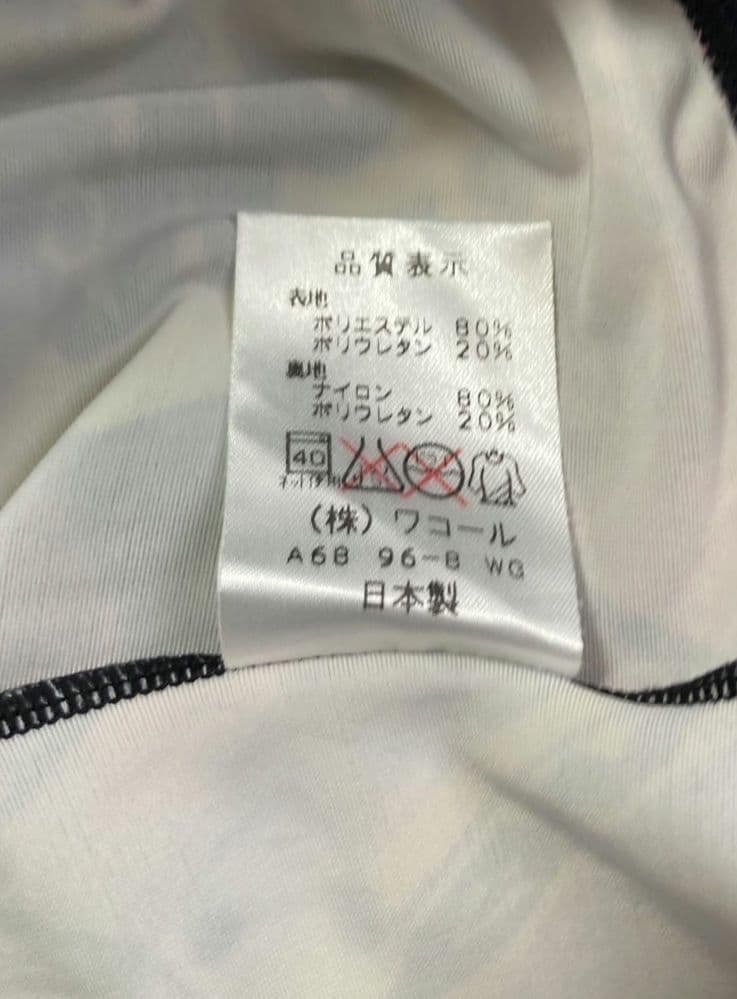 品質表示
表地
ポリエステル 80%
ポリウレタン 20%
裏地
ナイロン 80%
ポリウレタン 20%
40
ネット使用
(株)ワコール
A6B 96-B WG
日本製